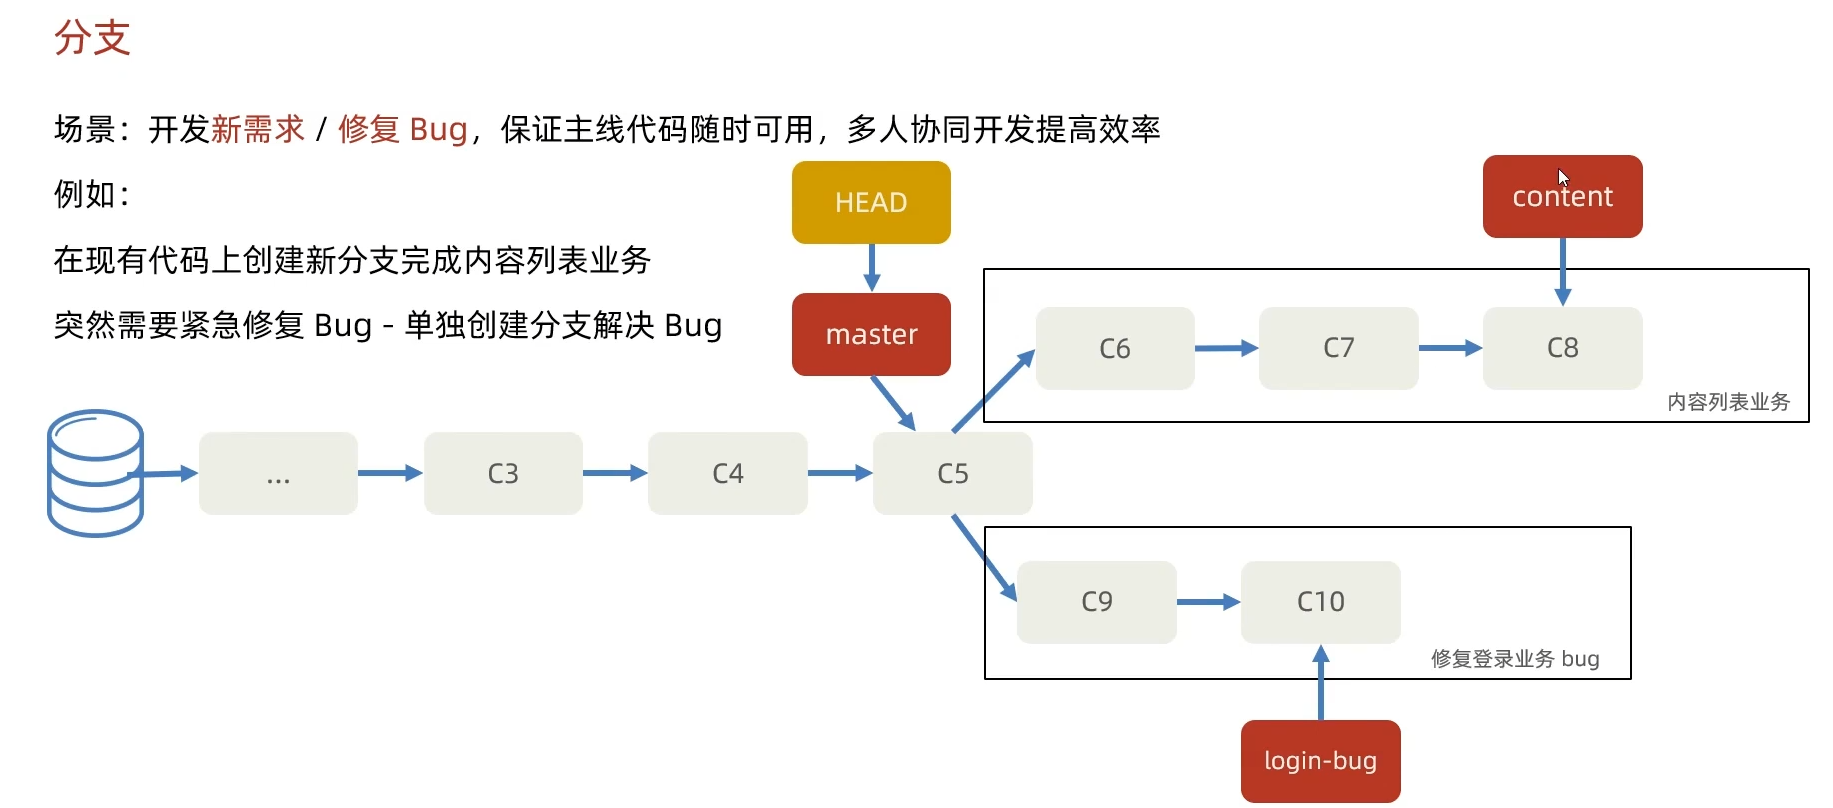 分支
场景：开发新需求 / 修复 Bug，保证主线代码随时可用，多人协同开发提高效率
例如：
在现有代码上创建新分支完成内容列表业务
突然需要紧急修复 Bug - 单独创建分支解决 Bug
HEAD
content
master
C6
C7
C8
内容列表业务
...
C3
C4
C5
C9
C10
修复登录业务 bug
login-bug